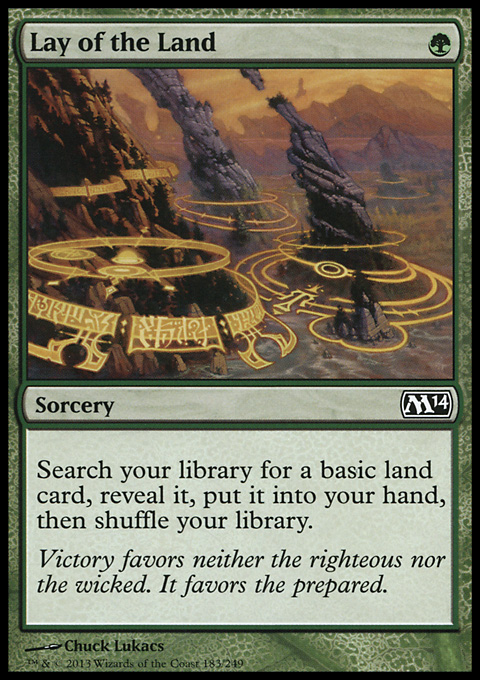 Lay of the Land
Sorcery
M14
Search your library for a basic land
card, reveal it, put it into your hand,
then shuffle your library.
Victory favors neither the righteous nor
the wicked. It favors the prepared.
Chuck Lukacs
™ & © 2013 Wizards of the Coast 183/249